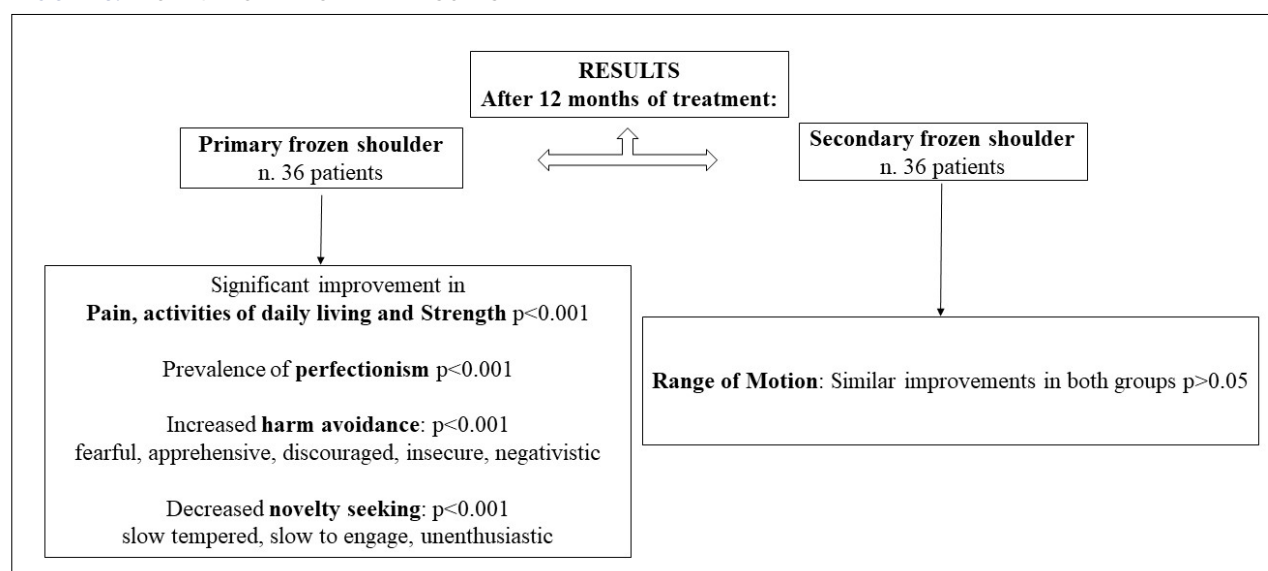 RESULTS
After 12 months of treatment:
Primary frozen shoulder
n. 36 patients
Secondary frozen shoulder
n. 36 patients
Significant improvement in
Pain, activities of daily living and Strength p<0.001
Prevalence of perfectionism p<0.001
Increased harm avoidance: p<0.001
fearful, apprehensive, discouraged, insecure, negativistic
Decreased novelty seeking: p<0.001
slow tempered, slow to engage, unenthusiastic
Range of Motion: Similar improvements in both groups p>0.05